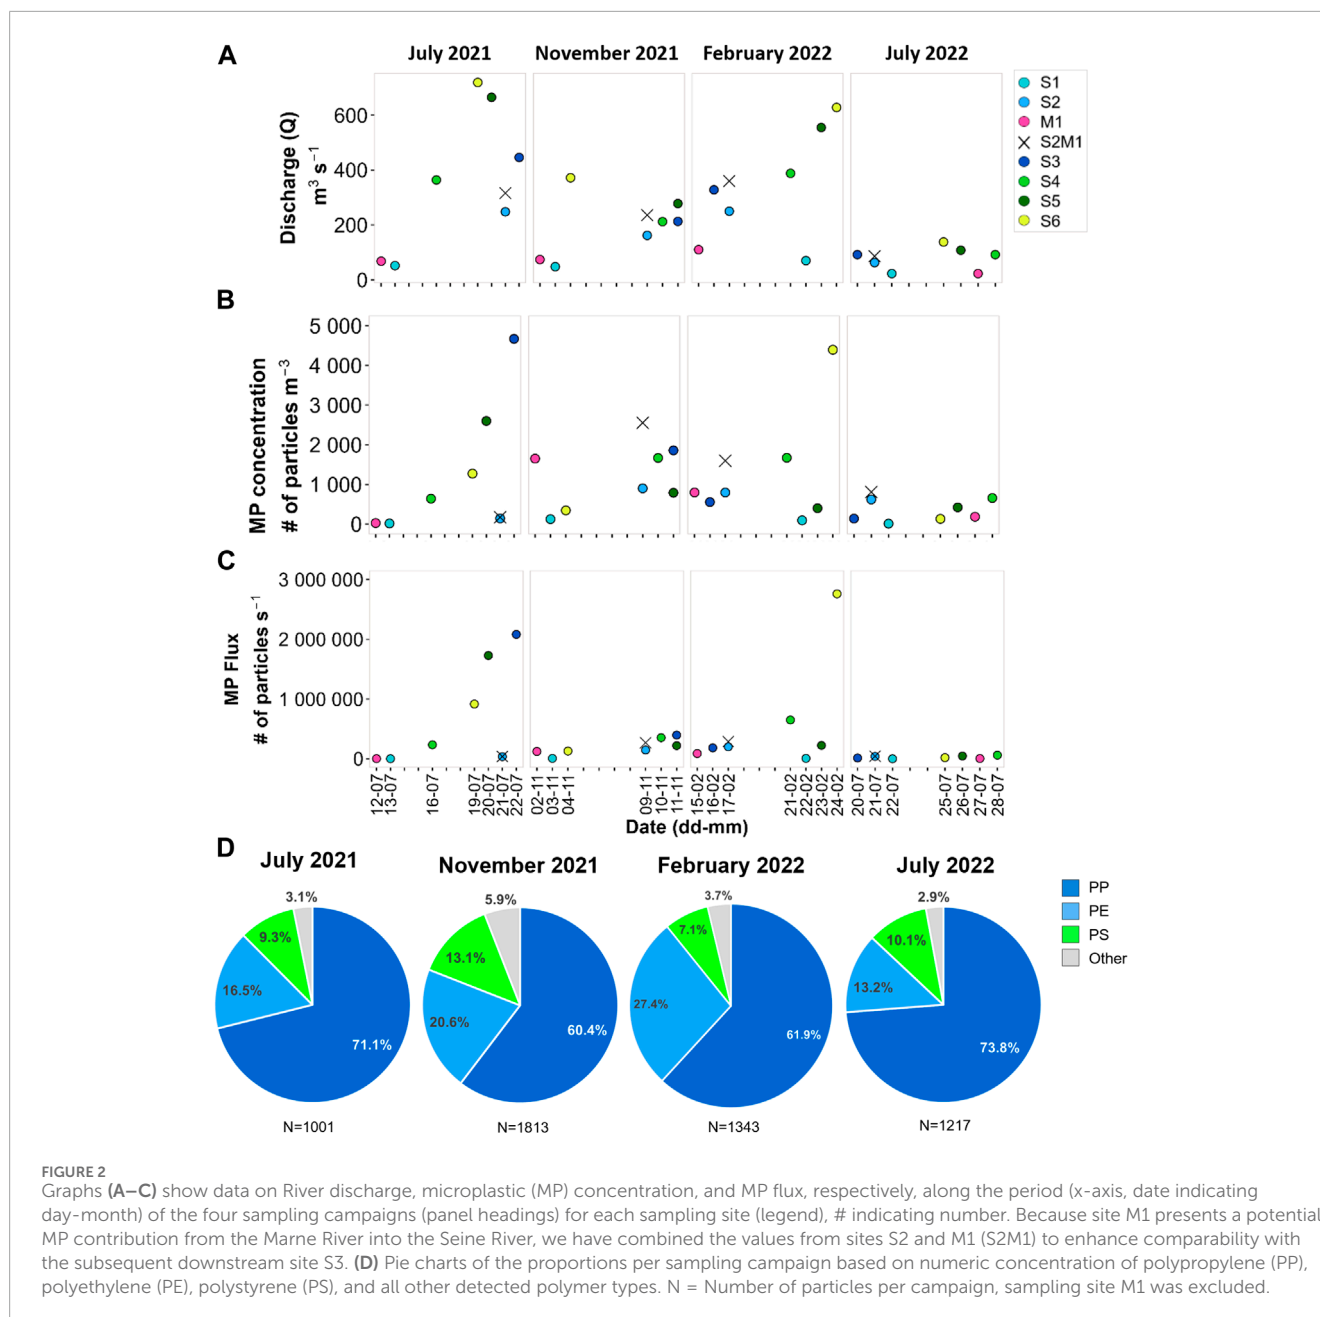 A
July 2021
November 2021
February 2022
July 2022
Discharge (Q)
m³ s⁻¹
600
400
200
0
S1
S2
M1
S2M1
S3
S4
S5
S6
B
MP concentration
# of particles m⁻³
5 000
4 000
3 000
2 000
1 000
0
C
MP Flux
# of particles s⁻¹
3 000 000
2 000 000
1 000 000
0
12-07
13-07
16-07
19-07
20-07
21-07
22-07
02-11
03-11
04-11
09-11
10-11
11-11
15-02
16-02
17-02
21-02
22-02
23-02
24-02
20-07
21-07
22-07
25-07
26-07
27-07
28-07
Date (dd-mm)
D
July 2021
3.1%
9.3%
16.5%
71.1%
N=1001
November 2021
5.9%
13.1%
20.6%
60.4%
N=1813
February 2022
3.7%
7.1%
27.4%
61.9%
N=1343
July 2022
2.9%
10.1%
13.2%
73.8%
N=1217
PP
PE
PS
Other
FIGURE 2
Graphs (A–C) show data on River discharge, microplastic (MP) concentration, and MP flux, respectively, along the period (x-axis, date indicating
day-month) of the four sampling campaigns (panel headings) for each sampling site (legend), # indicating number. Because site M1 presents a potential
MP contribution from the Marne River into the Seine River, we have combined the values from sites S2 and M1 (S2M1) to enhance comparability with
the subsequent downstream site S3. (D) Pie charts of the proportions per sampling campaign based on numeric concentration of polypropylene (PP),
polyethylene (PE), polystyrene (PS), and all other detected polymer types. N = Number of particles per campaign, sampling site M1 was excluded.